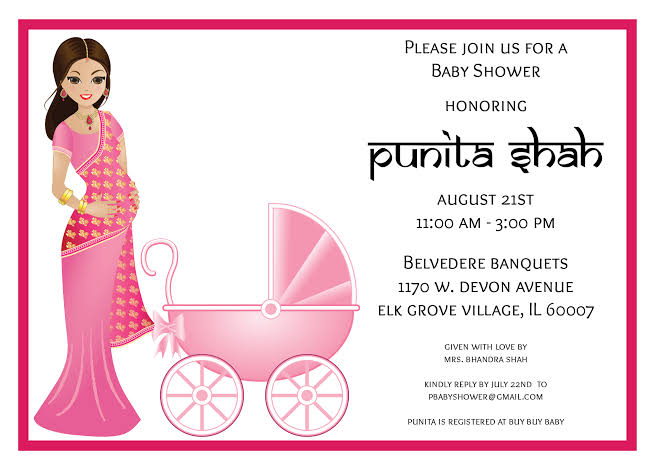 Please join us for a
Baby Shower
honoring
Punita Shah
August 21st
11:00 am - 3:00 pm
Belvedere banquets
1170 w. Devon Avenue
elk grove village, IL 60007
given with love by
Mrs. Bhandra Shah
kindly reply by July 22nd to
pbabyshower@gmail.com
Punita is registered at buy buy baby